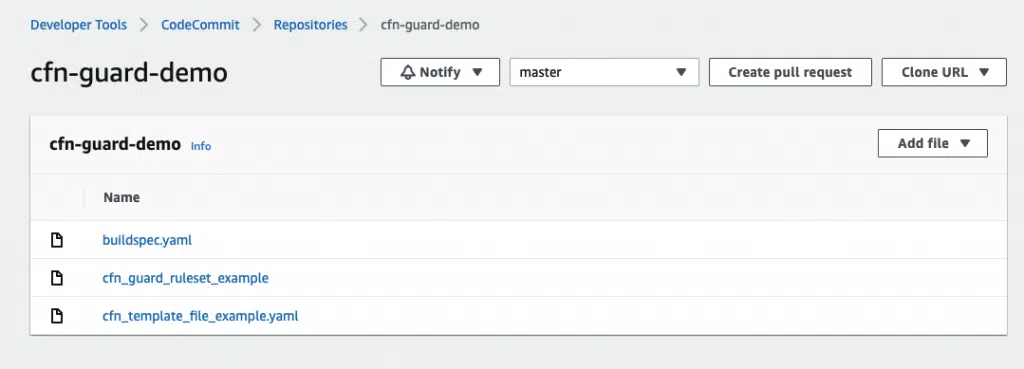 Developer Tools > CodeCommit > Repositories > cfn-guard-demo
cfn-guard-demo Notify master Create pull request Clone URL
cfn-guard-demo Info Add file
Name
buildspec.yaml
cfn_guard_ruleset_example
cfn_template_file_example.yaml